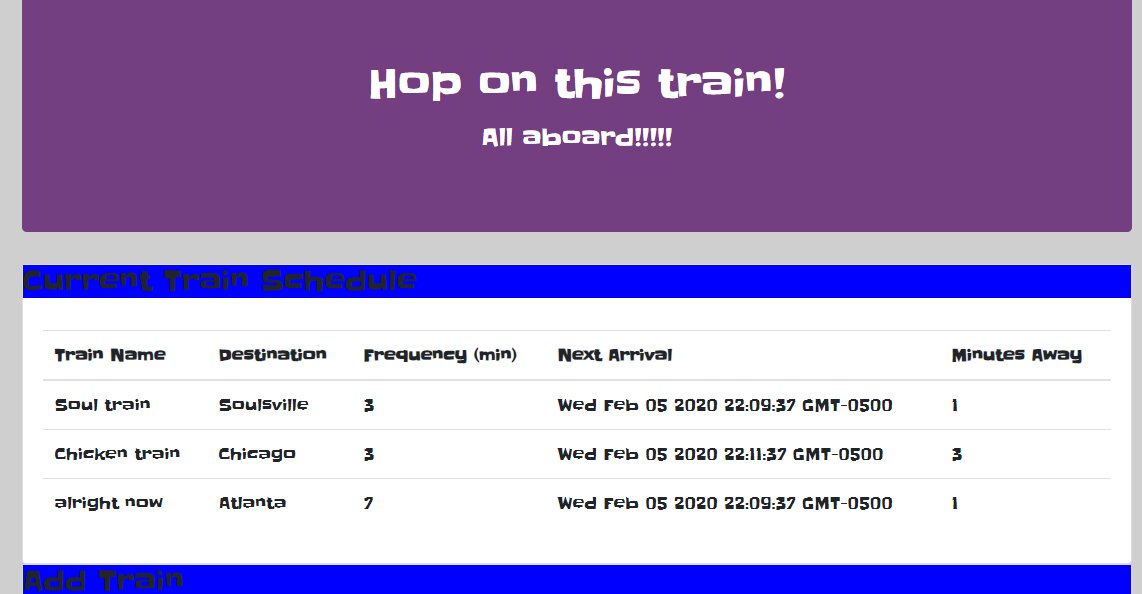 Hop on this train!
All aboard!!!!!
Current Train Schedule
Train Name Destination Frequency (min) Next Arrival Minutes Away
Soul train Soulsville 3 Wed Feb 05 2020 22:09:37 GMT-0500 1
Chicken train Chicago 3 Wed Feb 05 2020 22:11:37 GMT-0500 3
alright now Atlanta 7 Wed Feb 05 2020 22:09:37 GMT-0500 1
Add Train